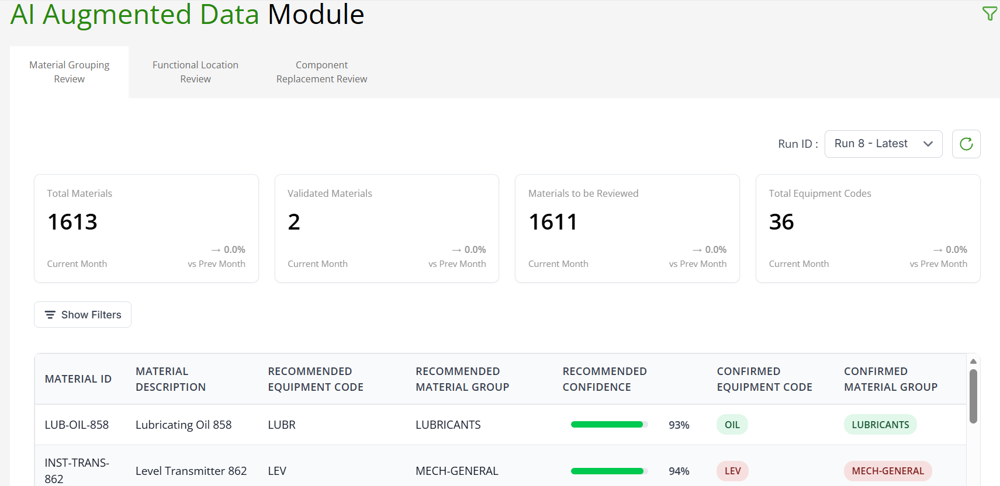 AI Augmented Data Module
Material Grouping
Review
Functional Location
Review
Component
Replacement Review
Run ID :
Run 8 - Latest
Total Materials
1613
→ 0.0%
Current Month
vs Prev Month
Validated Materials
2
→ 0.0%
Current Month
vs Prev Month
Materials to be Reviewed
1611
→ 0.0%
Current Month
vs Prev Month
Total Equipment Codes
36
→ 0.0%
Current Month
vs Prev Month
Show Filters
MATERIAL ID
MATERIAL
DESCRIPTION
RECOMMENDED
EQUIPMENT CODE
RECOMMENDED
MATERIAL GROUP
RECOMMENDED
CONFIDENCE
CONFIRMED
EQUIPMENT CODE
CONFIRMED
MATERIAL GROUP
LUB-OIL-858
Lubricating Oil 858
LUBR
LUBRICANTS
93%
OIL
LUBRICANTS
INST-TRANS-
862
Level Transmitter 862
LEV
MECH-GENERAL
94%
LEV
MECH-GENERAL